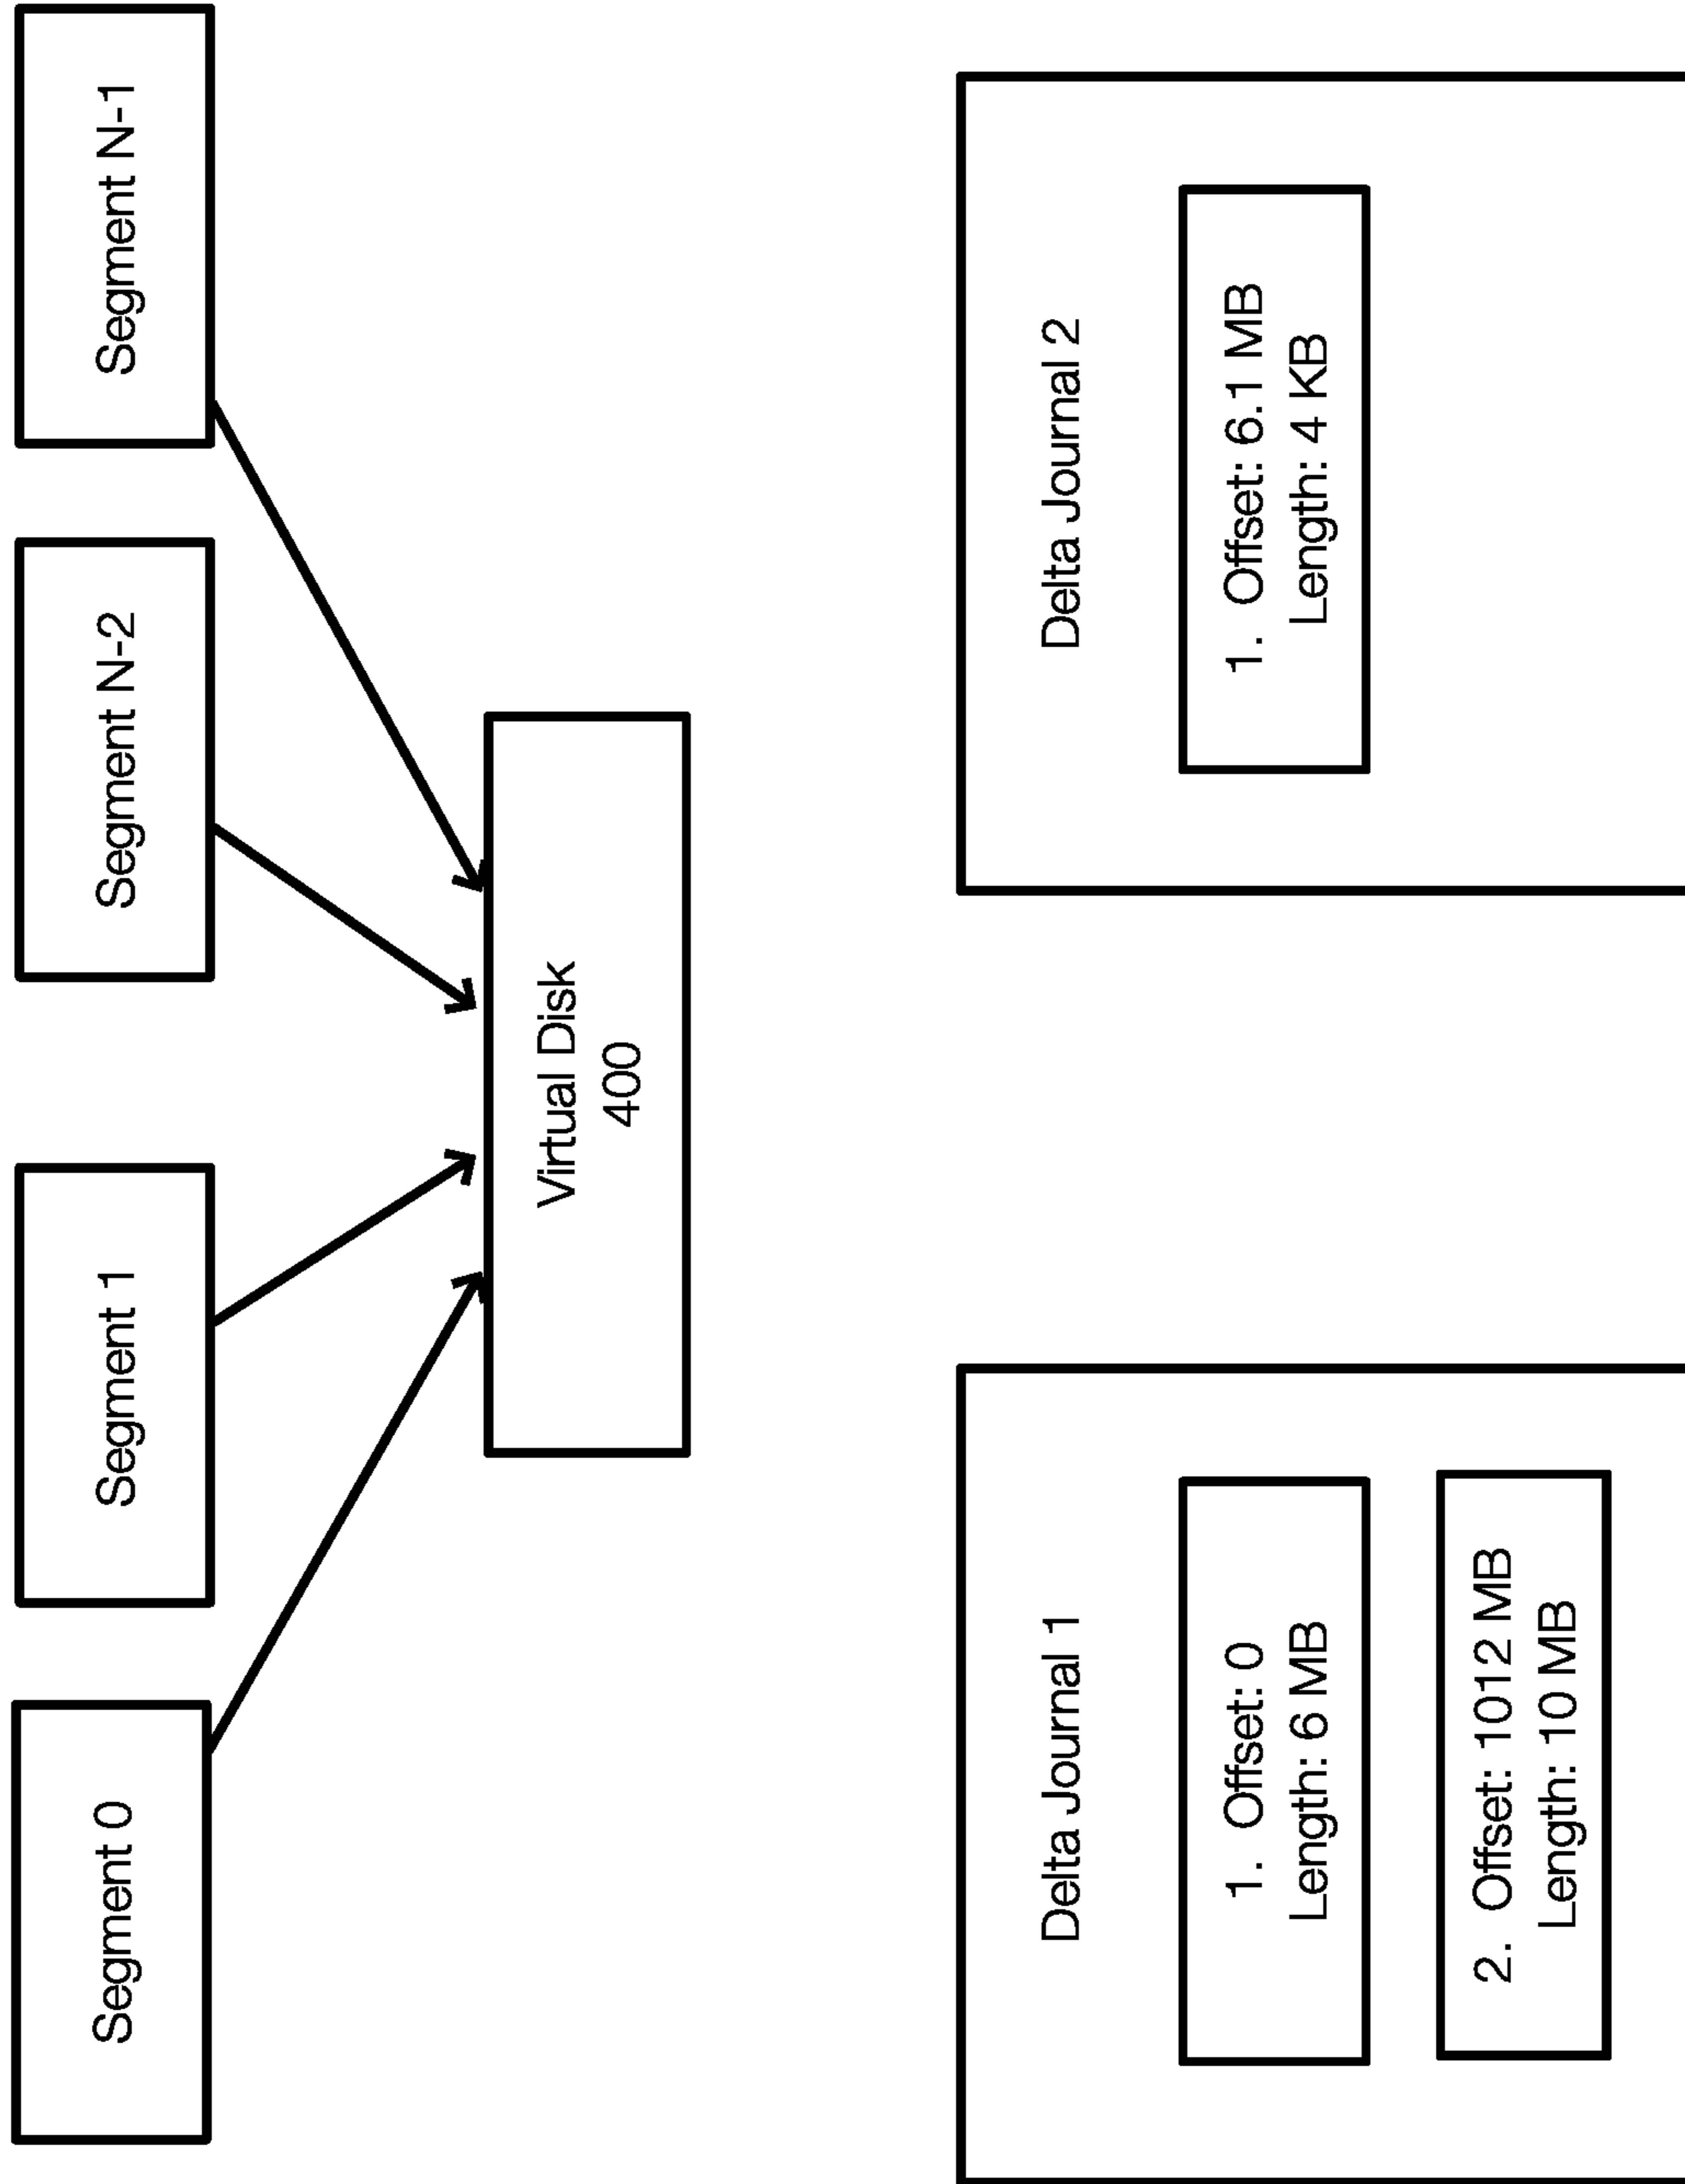 Segment 0
Segment 1
Segment N-2
Segment N-1
Virtual Disk
400
Delta Journal 1
1. Offset: 0
Length: 6 MB
2. Offset: 1012 MB
Length: 10 MB
Delta Journal 2
1. Offset: 6.1 MB
Length: 4 KB